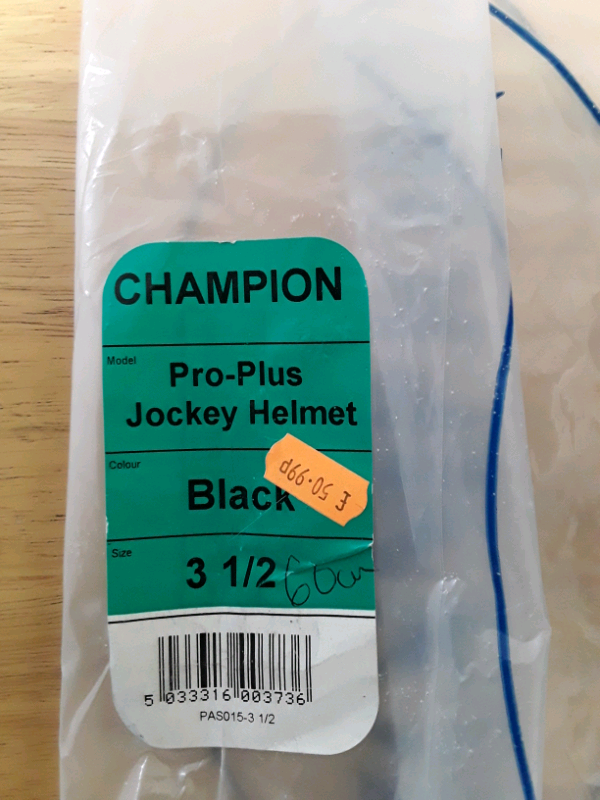 CHAMPION
Model
Pro-Plus
Jockey Helmet
Colour
Black
£ 50.99p
Size
3 1/2 60cm
5 033316 003736
PAS015-3 1/2